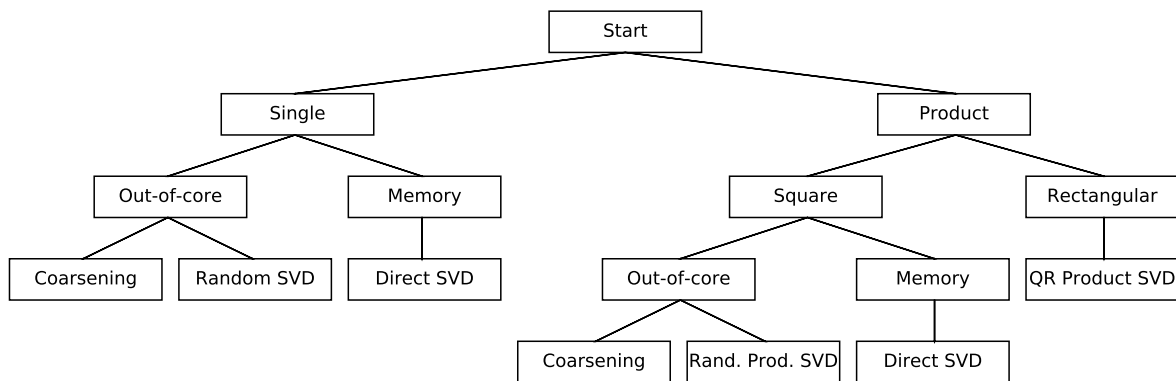 Start
Single
Product
Out-of-core
Memory
Square
Rectangular
Coarsening
Random SVD
Direct SVD
Out-of-core
Memory
QR Product SVD
Coarsening
Rand. Prod. SVD
Direct SVD